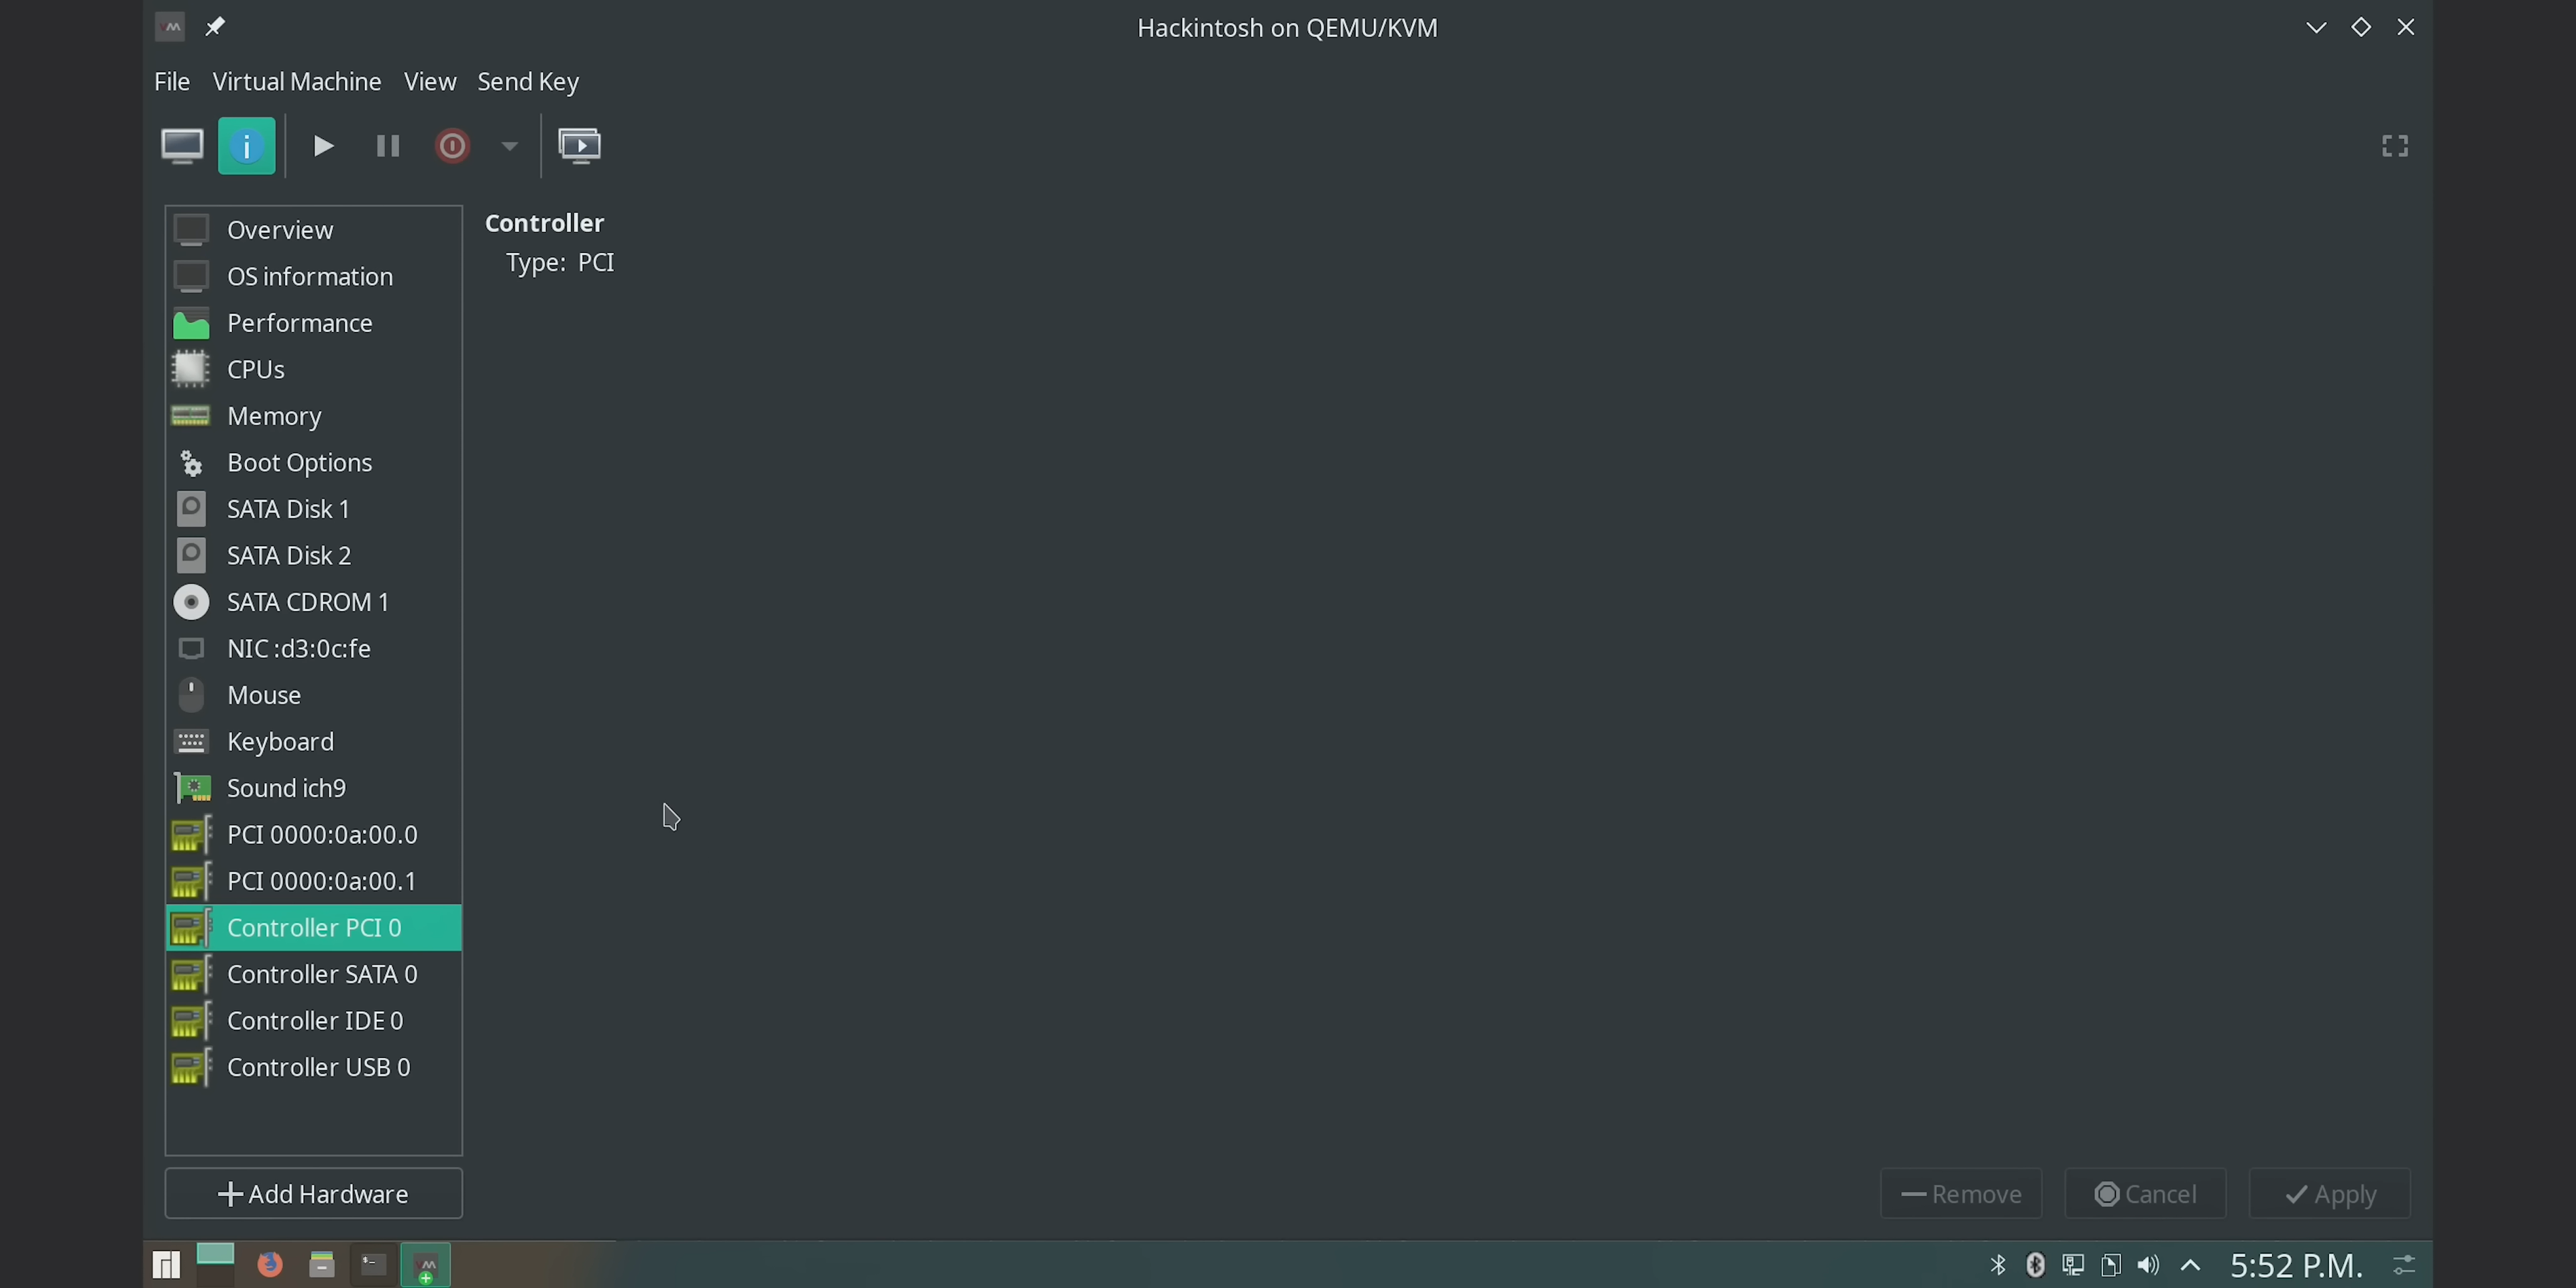 Hackintosh on QEMU/KVM
File Virtual Machine View Send Key
Overview
OS information
Performance
CPUs
Memory
Boot Options
SATA Disk 1
SATA Disk 2
SATA CDROM 1
NIC :d3:0c:fe
Mouse
Keyboard
Sound ich9
PCI 0000:0a:00.0
PCI 0000:0a:00.1
Controller PCI 0
Controller SATA 0
Controller IDE 0
Controller USB 0
Add Hardware
Controller
Type: PCI
Remove Cancel Apply
5:52 P.M.